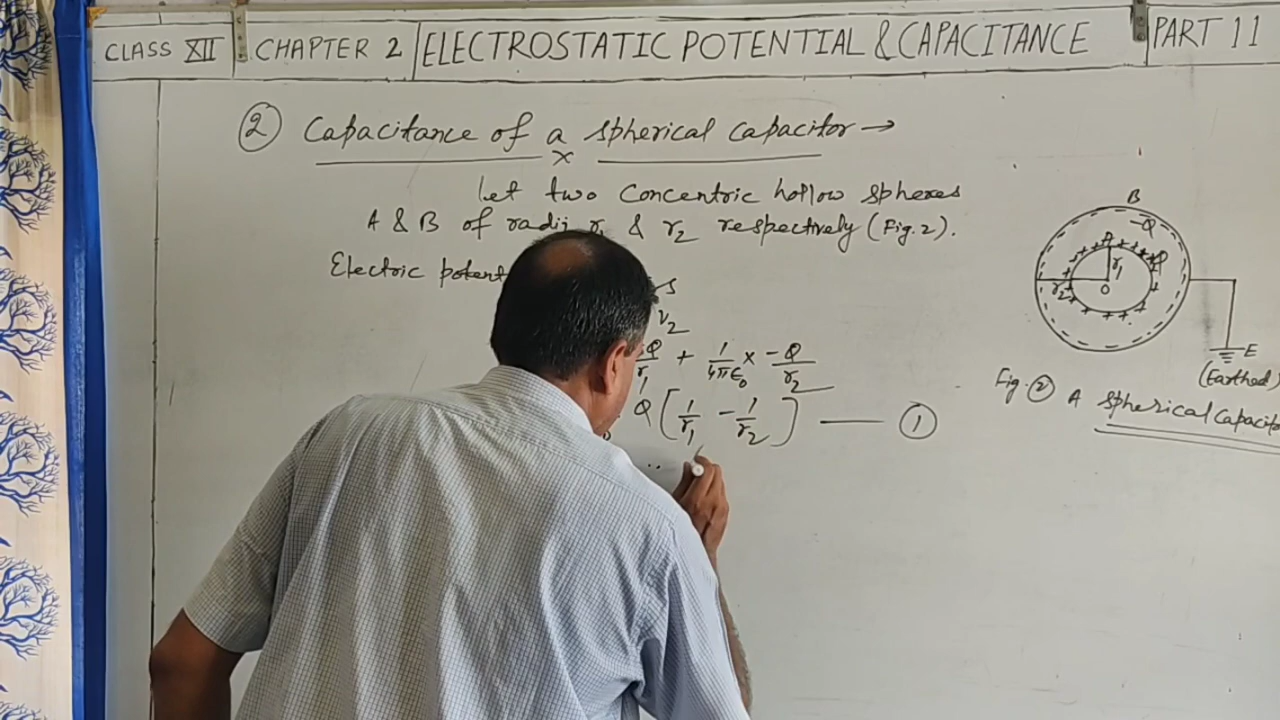 CLASS XII CHAPTER 2 ELECTROSTATIC POTENTIAL & CAPACITANCE PART 11
② Capacitance of a spherical capacitor →
x
Let two concentric hollow spheres
A & B of radii r₁ & r₂ respectively (Fig. 2).
Electric
r₂
Q/r₁ + 1/4πε₀ x -Q/r₂
Q [1/r₁ - 1/r₂] —— ①
B
-Q
A
r₁
r₂
O
E
(Earthed)
Fig. ② A spherical